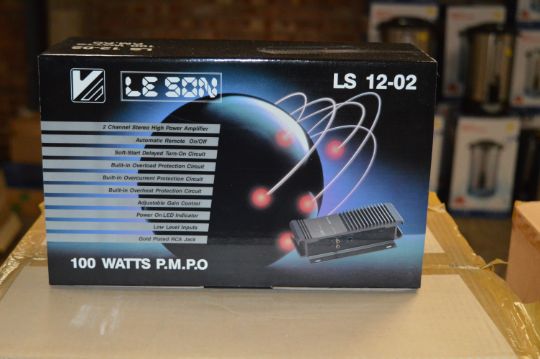 LE SON
LS 12-02
2 Channel Stereo High Power Amplifier
Automatic Remote On/Off
Soft-Start Delayed Turn-On Circuit
Built-in Overload Protection Circuit
Built-in Overcurrent Protection Circuit
Built-in Overheat Protection Circuit
Adjustable Gain Control
Power On LED Indicator
Low Level Inputs
Gold Plated RCA Jack
100 WATTS P.M.P.O